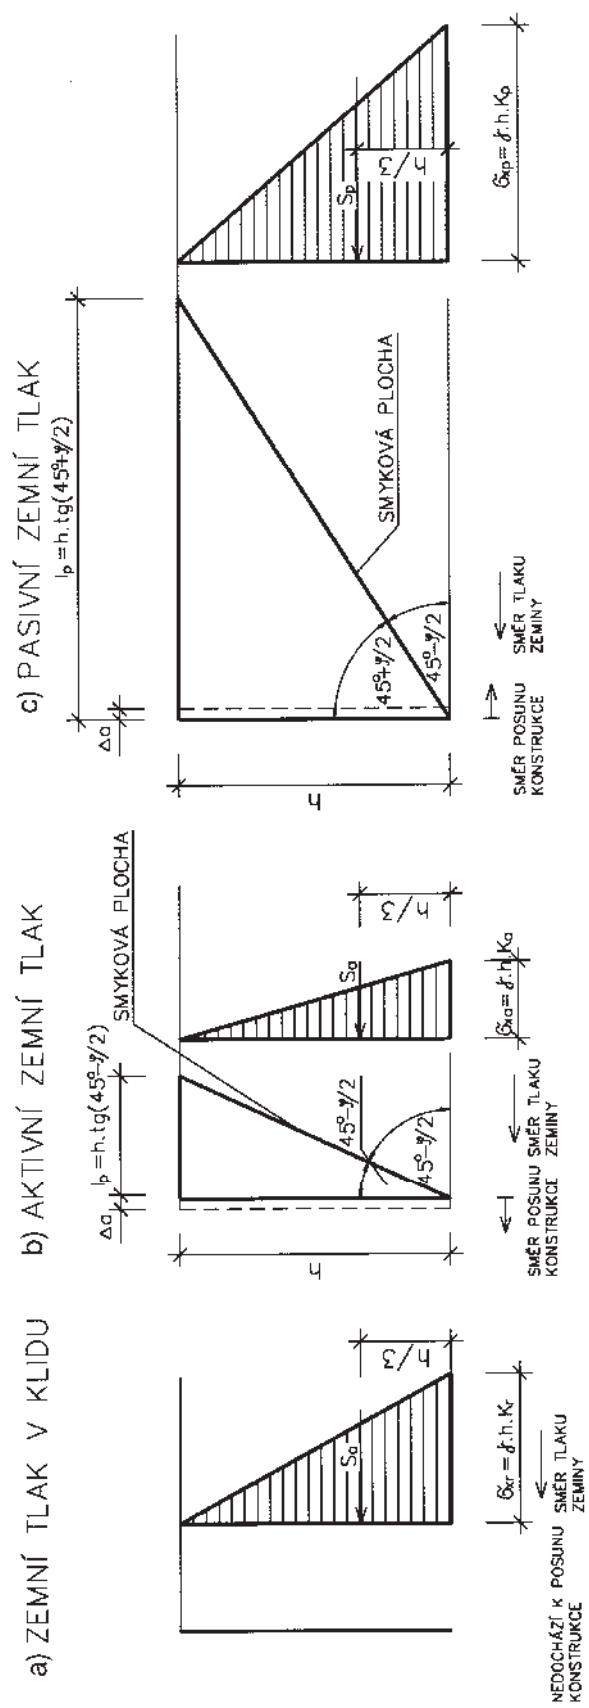 a) ZEMNÍ TLAK V KLIDU
Sa
h/3
σxr = γ.h.Kr
NEDOCHÁZÍ K POSUNU
KONSTRUKCE
SMĚR TLAKU
ZEMINY
b) AKTIVNÍ ZEMNÍ TLAK
SMYKOVÁ PLOCHA
lp = h.tg(45°-φ/2)
Δa
h
45°-φ/2
45°-φ/2
Sa
h/3
σxa = γ.h.Ka
SMĚR POSUNU
KONSTRUKCE
SMĚR TLAKU
ZEMINY
c) PASIVNÍ ZEMNÍ TLAK
lp = h.tg(45°+φ/2)
Δa
h
45°+φ/2
45°-φ/2
SMYKOVÁ PLOCHA
Sp
h/3
σxp = γ.h.Kp
SMĚR POSUNU
KONSTRUKCE
SMĚR TLAKU
ZEMINY